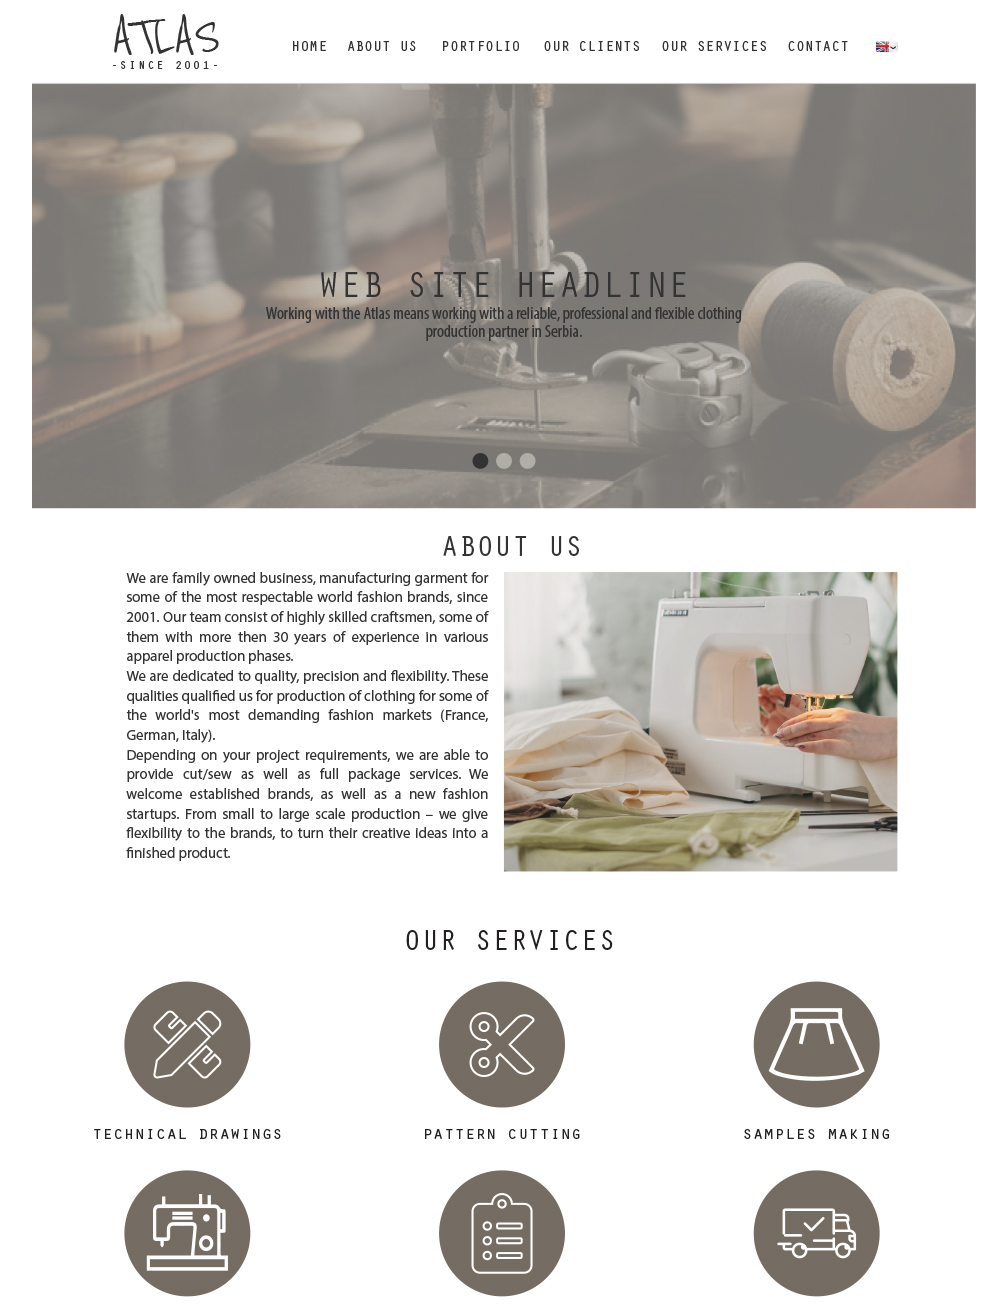 ATLAS
-SINCE 2001-
HOME ABOUT US PORTFOLIO OUR CLIENTS OUR SERVICES CONTACT
WEB SITE HEADLINE
Working with the Atlas means working with a reliable, professional and flexible clothing
production partner in Serbia.
ABOUT US
We are family owned business, manufacturing garment for
some of the most respectable world fashion brands, since
2001. Our team consist of highly skilled craftsmen, some of
them with more then 30 years of experience in various
apparel production phases.
We are dedicated to quality, precision and flexibility. These
qualities qualified us for production of clothing for some of
the world's most demanding fashion markets (France,
German, Italy).
Depending on your project requirements, we are able to
provide cut/sew as well as full package services. We
welcome established brands, as well as a new fashion
startups. From small to large scale production – we give
flexibility to the brands, to turn their creative ideas into a
finished product.
OUR SERVICES
TECHNICAL DRAWINGS PATTERN CUTTING SAMPLES MAKING